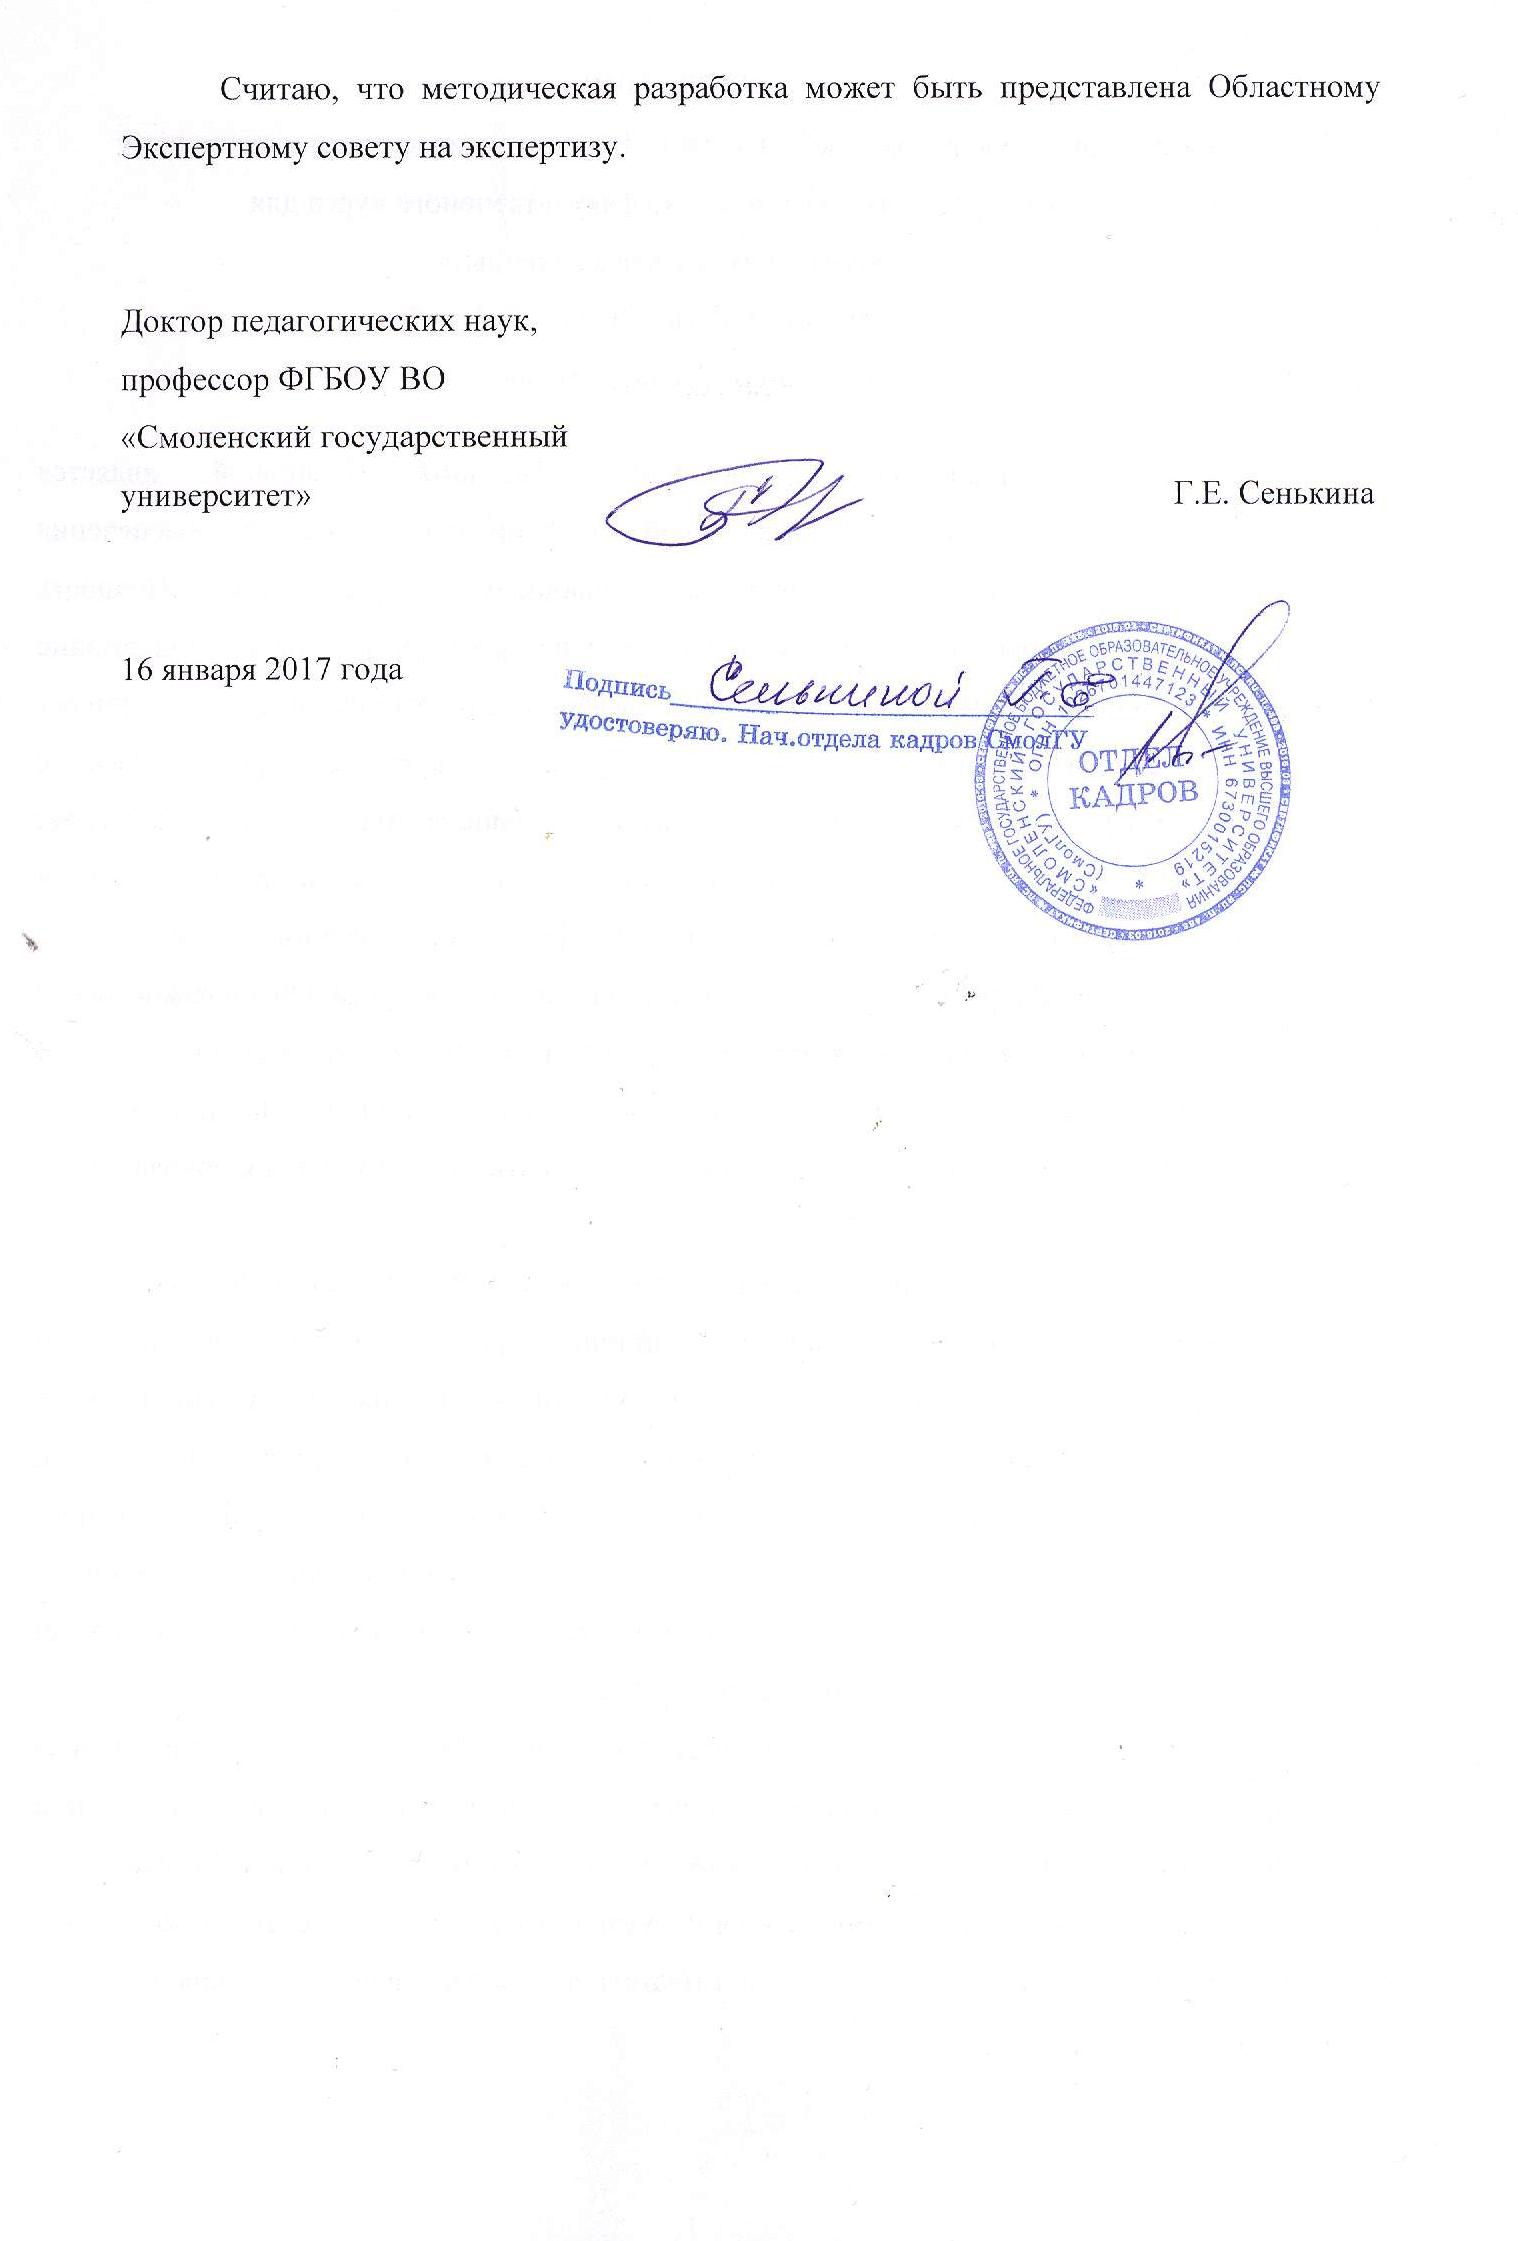 Считаю, что методическая разработка может быть представлена Областному
Экспертному совету на экспертизу.
Доктор педагогических наук,
профессор ФГБОУ ВО
«Смоленский государственный
университет»
Г.Е. Сенькина
16 января 2017 года
Подпись Сенькиной Г.Е.
удостоверяю. Нач.отдела кадров СмолГУ
ФЕДЕРАЛЬНОЕ ГОСУДАРСТВЕННОЕ БЮДЖЕТНОЕ ОБРАЗОВАТЕЛЬНОЕ УЧРЕЖДЕНИЕ ВЫСШЕГО ОБРАЗОВАНИЯ
«СМОЛЕНСКИЙ ГОСУДАРСТВЕННЫЙ УНИВЕРСИТЕТ»
(СмолГУ) * ОГРН 1026701447123 * ИНН 6730015219
*
ОТДЕЛ
КАДРОВ